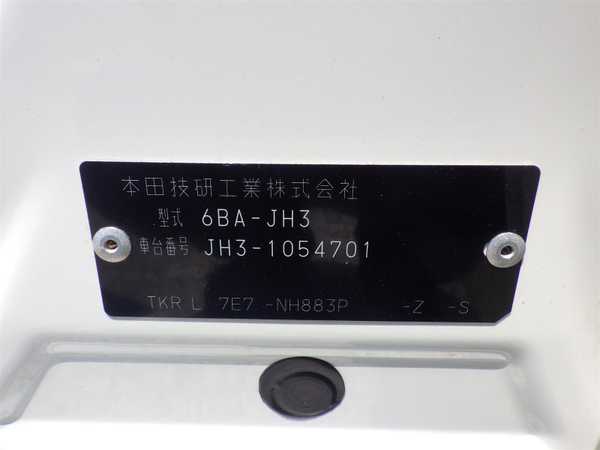 本田技研工業株式会社
型式 6BA-JH3
車台番号 JH3-1054701
TKR L 7E7 -NH883P -Z -S